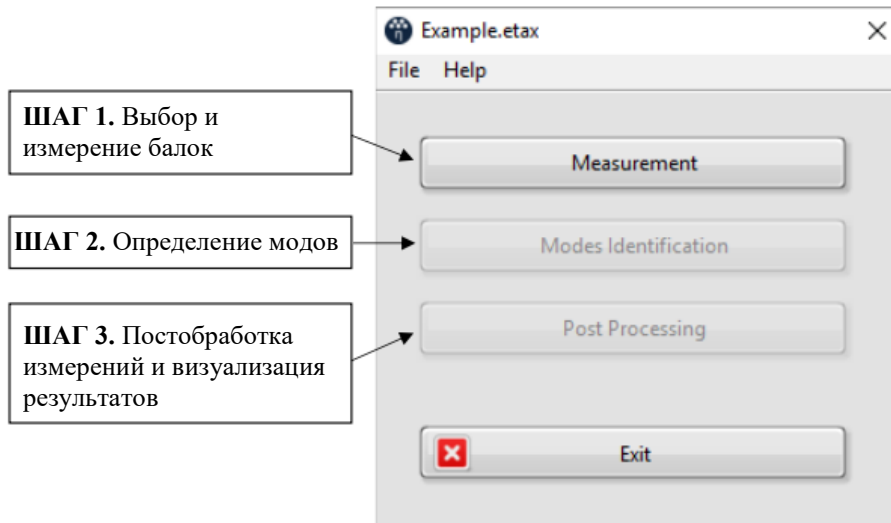 Example.etax
File Help
ШАГ 1. Выбор и
измерение балок
Measurement
ШАГ 2. Определение модов
Modes Identification
ШАГ 3. Постобработка
измерений и визуализация
результатов
Post Processing
Exit